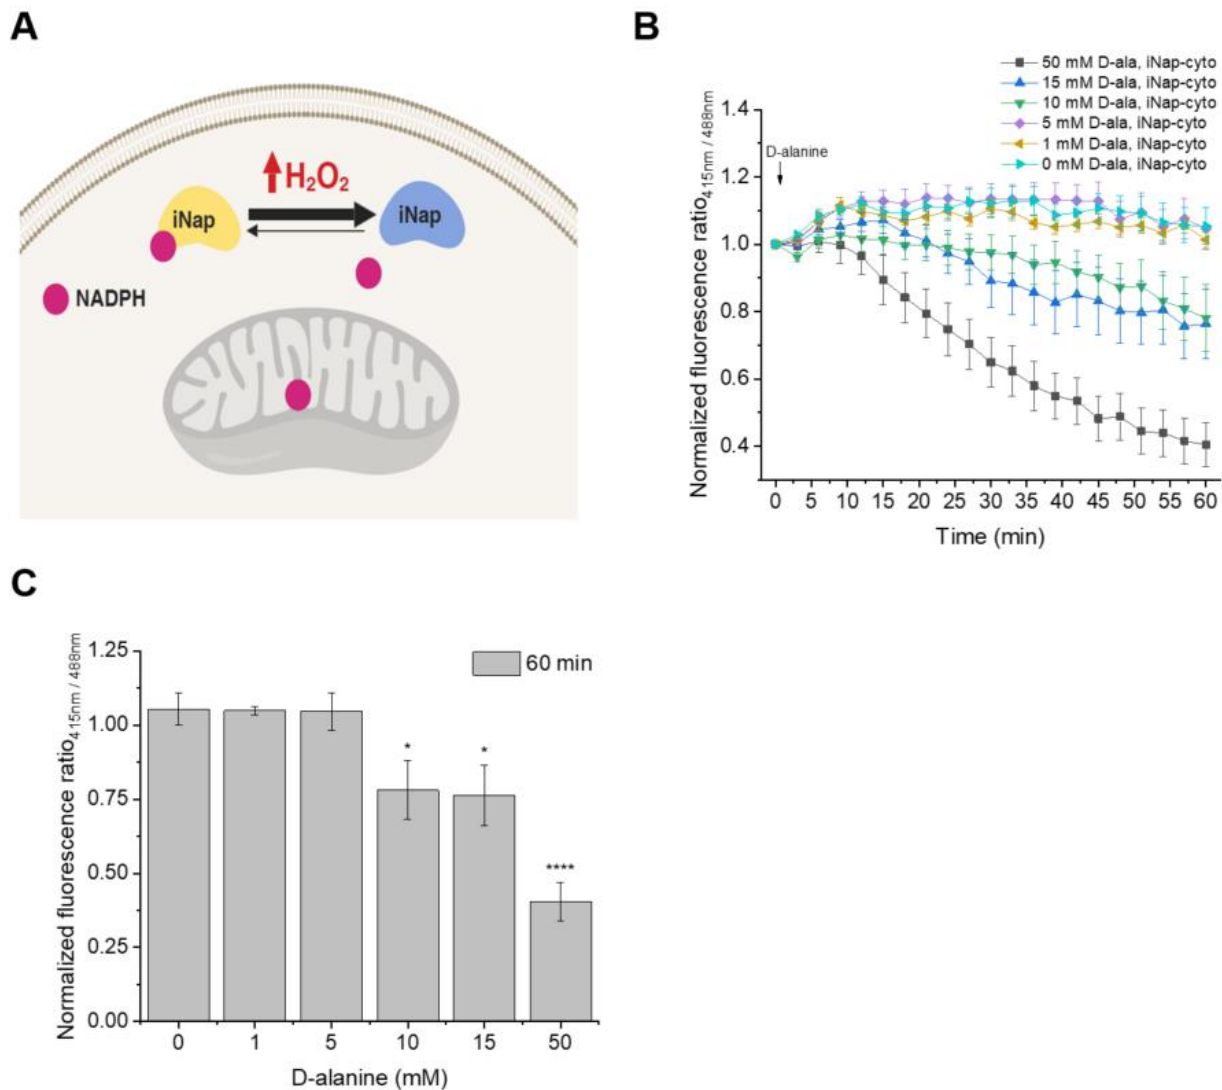 A
H₂O₂
iNap
iNap
NADPH
B
50 mM D-ala, iNap-cyto
15 mM D-ala, iNap-cyto
10 mM D-ala, iNap-cyto
5 mM D-ala, iNap-cyto
1 mM D-ala, iNap-cyto
0 mM D-ala, iNap-cyto
D-alanine
Normalized fluorescence ratio415nm / 488nm
1.4
1.2
1.0
0.8
0.6
0.4
0 5 10 15 20 24 30 35 40 45 51 55 60
Time (min)
C
60 min
Normalized fluorescence ratio415nm / 488nm
1.25
1.00
0.75
0.50
0.25
0.00
* * ****
0 1 5 10 15 50
D-alanine (mM)